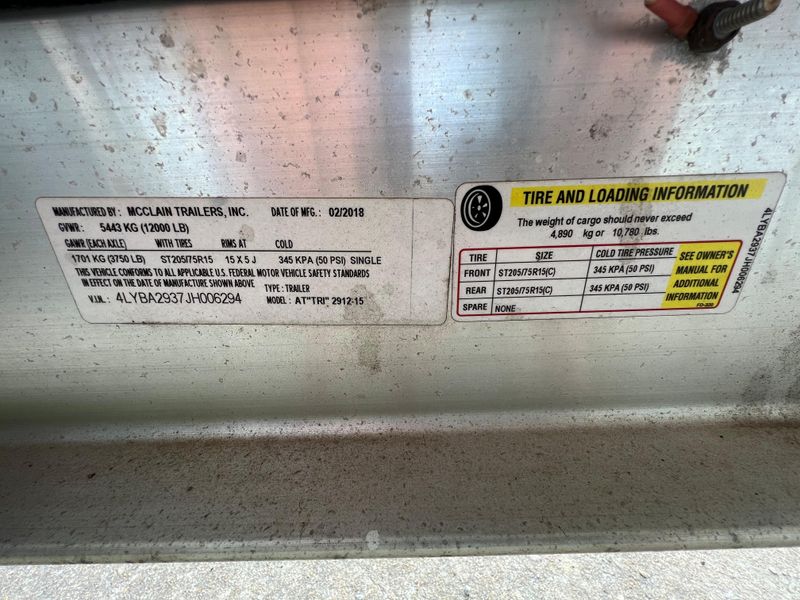 MANUFACTURED BY: MCCLAIN TRAILERS, INC. DATE OF MFG.: 02/2018
GVWR: 5443 KG (12000 LB)
GAWR (EACH AXLE) WITH TIRES RIMS AT COLD
1701 KG (3750 LB) ST205/75R15 15 X 5 J 345 KPA (50 PSI) SINGLE
THIS VEHICLE CONFORMS TO ALL APPLICABLE U.S. FEDERAL MOTOR VEHICLE SAFETY STANDARDS
IN EFFECT ON THE DATE OF MANUFACTURE SHOWN ABOVE TYPE: TRAILER
V.I.N.: 4LYBA2937JH006294 MODEL: AT"TRI" 2912-15
TIRE AND LOADING INFORMATION
The weight of cargo should never exceed
4,890 kg or 10,780 lbs.
TIRE SIZE COLD TIRE PRESSURE
FRONT ST205/75R15(C) 345 KPA (50 PSI)
REAR ST205/75R15(C) 345 KPA (50 PSI)
SPARE NONE
SEE OWNER'S
MANUAL FOR
ADDITIONAL
INFORMATION
FD-320
4LYBA2937JH006294